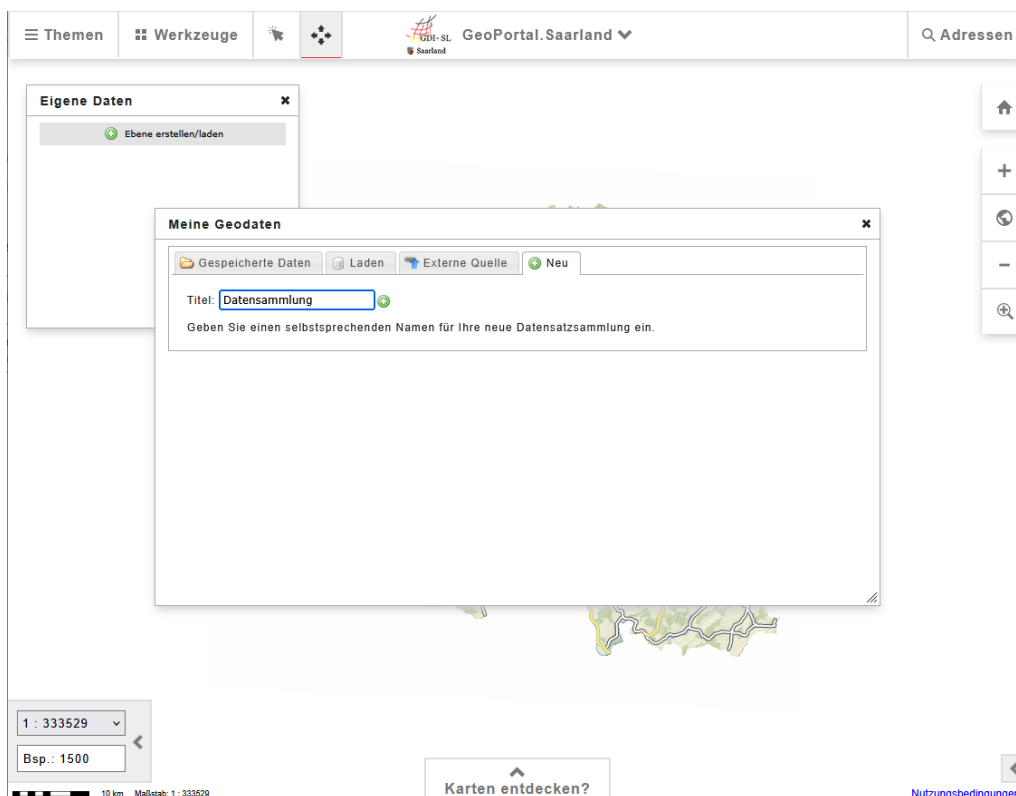 Themen
Werkzeuge
GDI-SL
Saarland
GeoPortal.Saarland
Adressen
Eigene Daten
Ebene erstellen/laden
Meine Geodaten
Gespeicherte Daten
Laden
Externe Quelle
Neu
Titel: Datensammlung
Geben Sie einen selbstsprechenden Namen für Ihre neue Datensatzsammlung ein.
1 : 333529
Bsp.: 1500
10 km Maßstab: 1 : 333529
Karten entdecken?
Nutzungsbedingungen